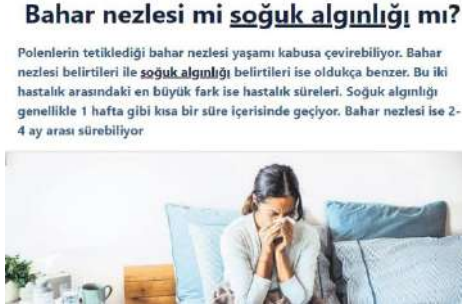 Bahar nezlesi mi soğuk algınlığı mı?
Polenlerin tetiklediği bahar nezlesi yaşamı kabusa çevirebiliyor. Bahar
nezlesi belirtileri ile soğuk algınlığı belirtileri ise oldukça benzer. Bu iki
hastalık arasındaki en büyük fark ise hastalık süreleri. Soğuk algınlığı
genellikle 1 hafta gibi kısa bir süre içerisinde geçiyor. Bahar nezlesi ise 2-
4 ay arası sürebiliyor